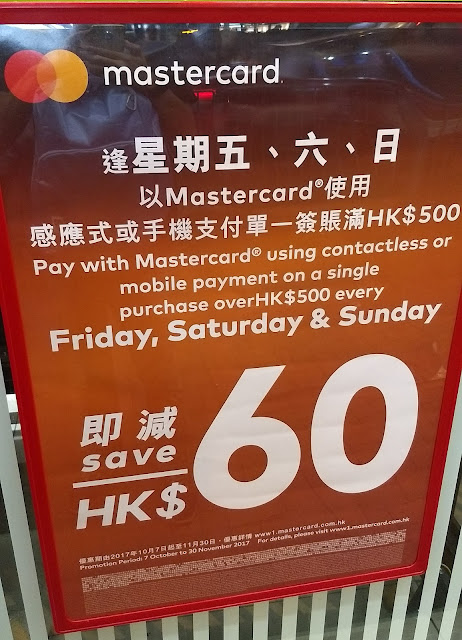 mastercard
逢星期五、六、日
以Mastercard®使用
感應式或手機支付單一簽賬滿HK$500
Pay with Mastercard® using contactless or
mobile payment on a single
purchase overHK$500 every
Friday, Saturday & Sunday
即減
save
HK$
60
優惠期由2017年10月7日起至11月30日。優惠詳情 www1.mastercard.com.hk
Promotion Period: 7 October to 30 November 2017 For details, please visit www1.mastercard.com.hk